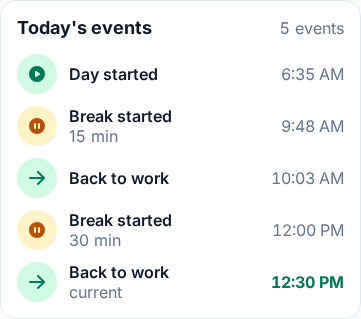 Today's events 5 events
Day started 6:35 AM
Break started 9:48 AM
15 min
Back to work 10:03 AM
Break started 12:00 PM
30 min
Back to work 12:30 PM
current